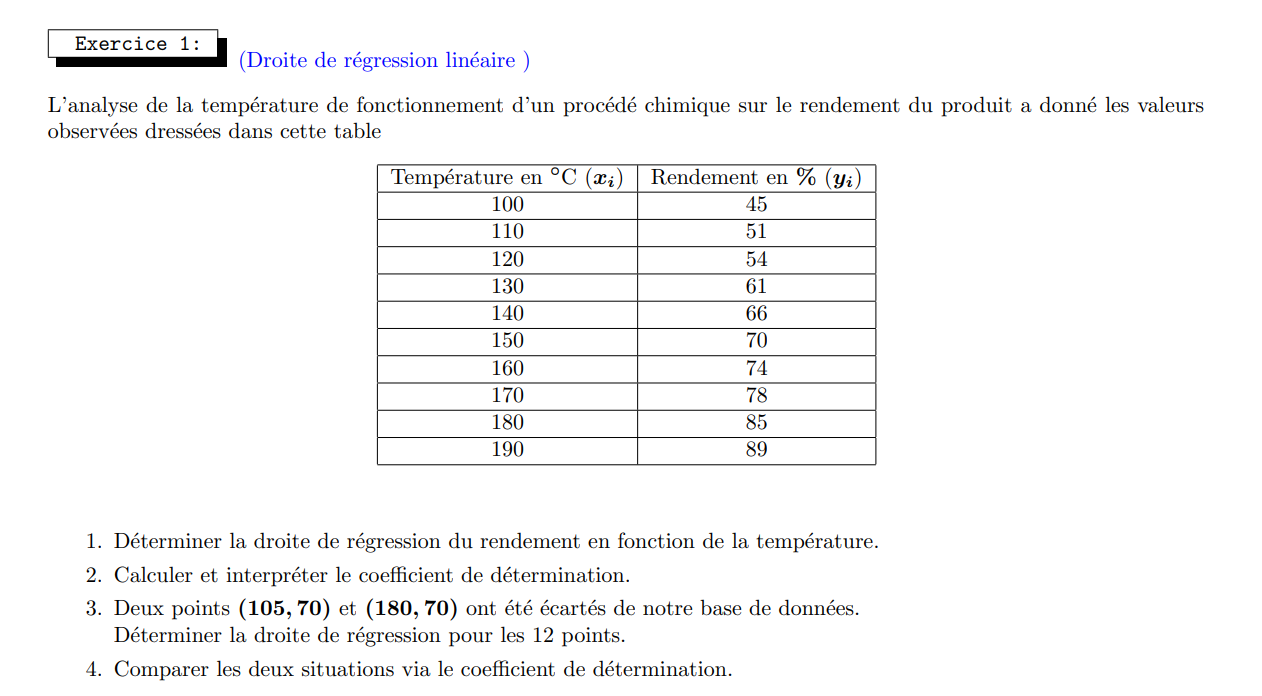 Exercice 1:
(Droite de régression linéaire )
L'analyse de la température de fonctionnement d'un procédé chimique sur le rendement du produit a donné les valeurs
observées dressées dans cette table
Température en °C (xᵢ) Rendement en % (yᵢ)
100 45
110 51
120 54
130 61
140 66
150 70
160 74
170 78
180 85
190 89
1. Déterminer la droite de régression du rendement en fonction de la température.
2. Calculer et interpréter le coefficient de détermination.
3. Deux points (105, 70) et (180, 70) ont été écartés de notre base de données.
Déterminer la droite de régression pour les 12 points.
4. Comparer les deux situations via le coefficient de détermination.